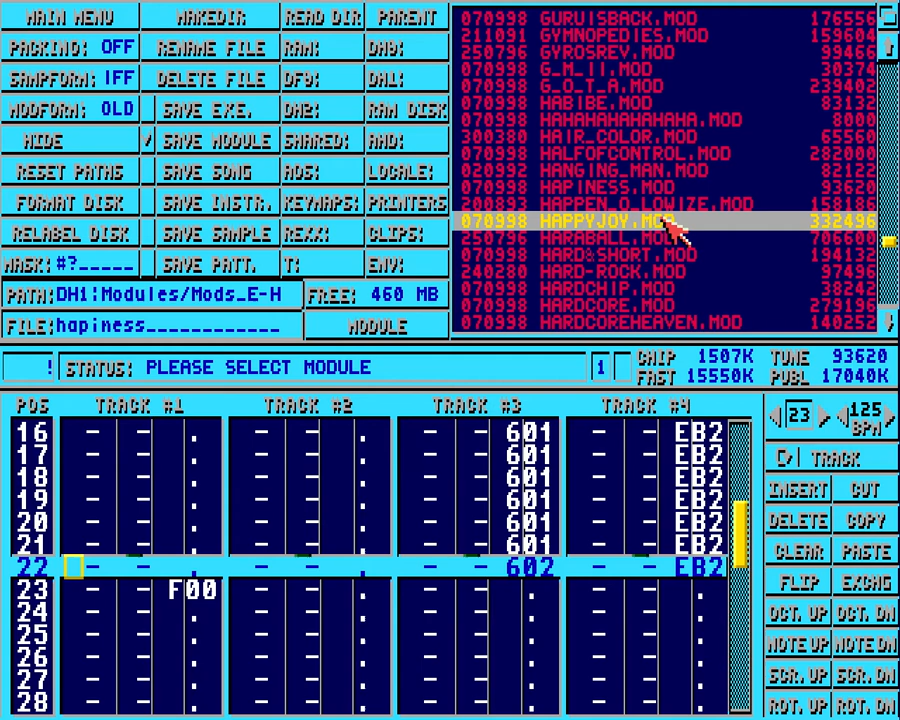 MAIN MENU MAKEDIR READ DIR PARENT
PACKING: OFF RENAME FILE RAM: DH0:
SAMPFORM: IFF DELETE FILE DF0: DH1:
MODFORM: OLD SAVE EXE. DH2: RAM DISK
HIDE / SAVE MODULE SHARED: RAD:
RESET PATHS SAVE SONG AOS: LOCALE:
FORMAT DISK SAVE INSTR. KEYMAPS: PRINTERS
RELABEL DISK SAVE SAMPLE REXX: CLIPS:
MASK: #?_____ SAVE PATT. T: ENV:
PATH: DH1:Modules/Mods_E-H FREE: 460 MB
FILE: hapiness____________ MODULE
070998 GURUISBACK.MOD 176556
211091 GYMNOPEDIES.MOD 159604
250796 GYROSREV.MOD 99466
070998 G_M_II.MOD 30374
070998 G_O_T_A.MOD 239402
070998 HABIBE.MOD 83132
070998 HAHAHAHAHAHAHA.MOD 8000
300380 HAIR_COLOR.MOD 65560
070998 HALFOFCONTROL.MOD 282000
020992 HANGING_MAN.MOD 82122
070998 HAPINESS.MOD 93620
200893 HAPPEN_O_LOWIZE.MOD 158186
070998 HAPPYJOY.MOD 332496
250796 HARABALL.MOD 706600
070998 HARD&SHORT.MOD 194132
240280 HARD-ROCK.MOD 97496
070998 HARDCHIP.MOD 38242
070998 HARDCORE.MOD 279196
070998 HARDCOREHEAVEN.MOD 140252
! STATUS: PLEASE SELECT MODULE 1 CHIP 1507K TUNE 93620
FAST 15550K PUBL 17040K
POS TRACK #1 TRACK #2 TRACK #3 TRACK #4
16 - - . - - . - - 601 - - EB2
17 - - . - - . - - 601 - - EB2
18 - - . - - . - - 601 - - EB2
19 - - . - - . - - 601 - - EB2
20 - - . - - . - - 601 - - EB2
21 - - . - - . - - 601 - - EB2
22 - - . - - . - - 602 - - EB2
23 - - F00 - - . - - . - - .
24 - - . - - . - - . - - .
25 - - . - - . - - . - - .
26 - - . - - . - - . - - .
27 - - . - - . - - . - - .
28 - - . - - . - - . - - .
23 125 BPM
TRACK
INSERT CUT
DELETE COPY
CLEAR PASTE
FLIP EXCHG
OCT. UP OCT. DN
NOTE UP NOTE DN
SCR. UP SCR. DN
ROT. UP ROT. DN